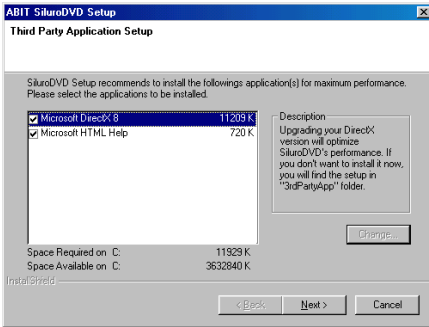 ABIT SiluroDVD Setup
Third Party Application Setup
SiluroDVD Setup recommends to install the followings application(s) for maximum performance.
Please select the applications to be installed.
Microsoft DirectX 8 11209 K
Microsoft HTML Help 720 K
Description
Upgrading your DirectX
version will optimize
SiluroDVD's performance. If
you don't want to install it now,
you will find the setup in
"3rdPartyApp" folder.
Change...
Space Required on C: 11929 K
Space Available on C: 3632840 K
InstallShield
< Back Next > Cancel